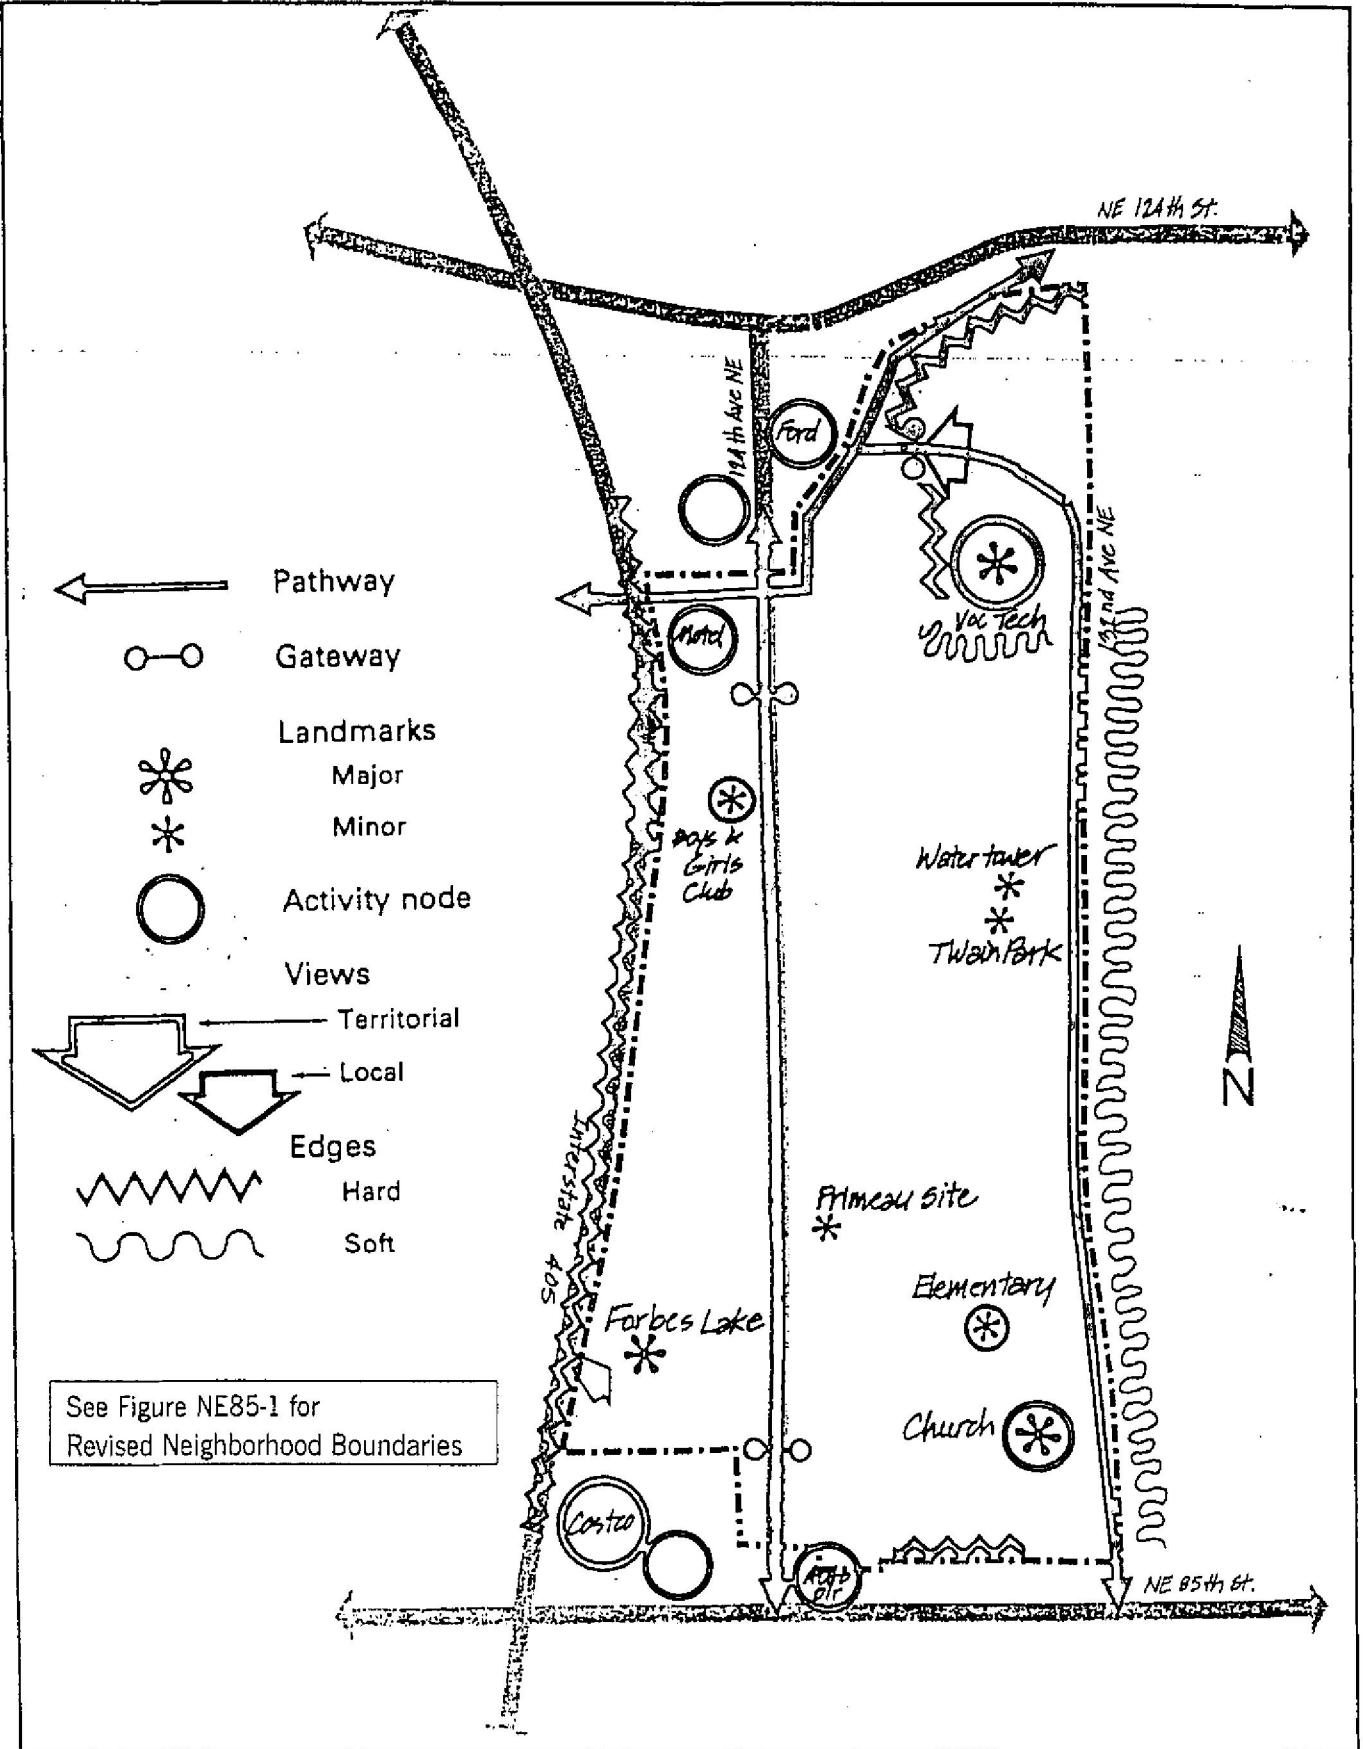 NE 124th St.
124th Ave NE
Ford
Pathway
Motel
Voc Tech
132nd Ave NE
Gateway
Landmarks
Major
Minor
Boys &
Girls
Club
Water tower
Twain Park
Activity node
Views
Territorial
Local
N
Edges
Hard
Soft
Interstate 405
Primeau Site
Elementary
Forbes Lake
Church
See Figure NE85-1 for
Revised Neighborhood Boundaries
Costco
Auto
Dlr
NE 85th St.